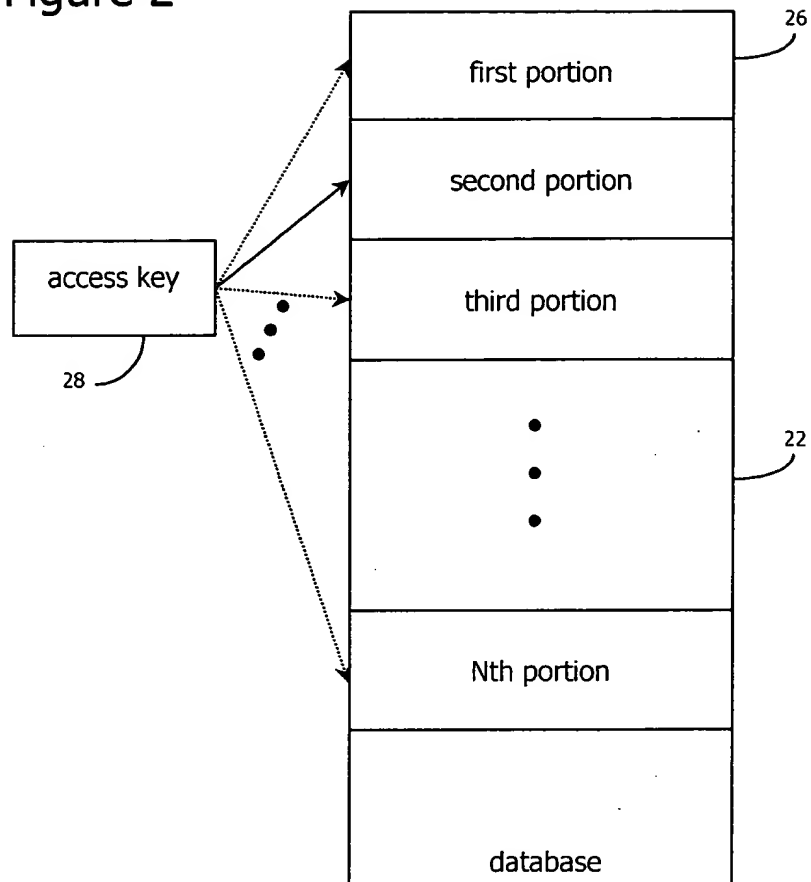 Figure 2
26
first portion
second portion
access key
third portion
28
22
Nth portion
database